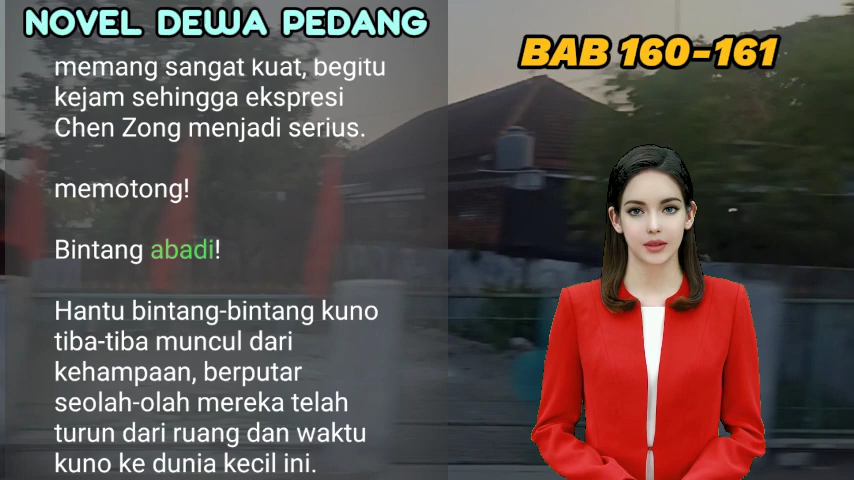 NOVEL DEWA PEDANG
BAB 160-161
memang sangat kuat, begitu
kejam sehingga ekspresi
Chen Zong menjadi serius.
memotong!
Bintang abadi!
Hantu bintang-bintang kuno
tiba-tiba muncul dari
kehampaan, berputar
seolah-olah mereka telah
turun dari ruang dan waktu
kuno ke dunia kecil ini.